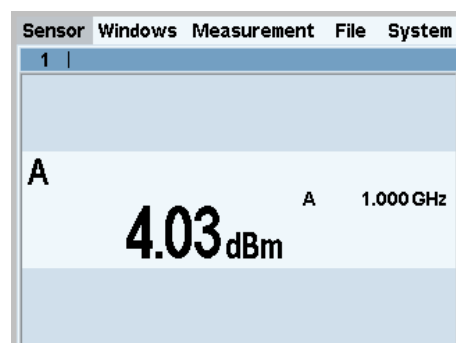 Sensor Windows Measurement File System
1
A
A 1.000 GHz
4.03 dBm